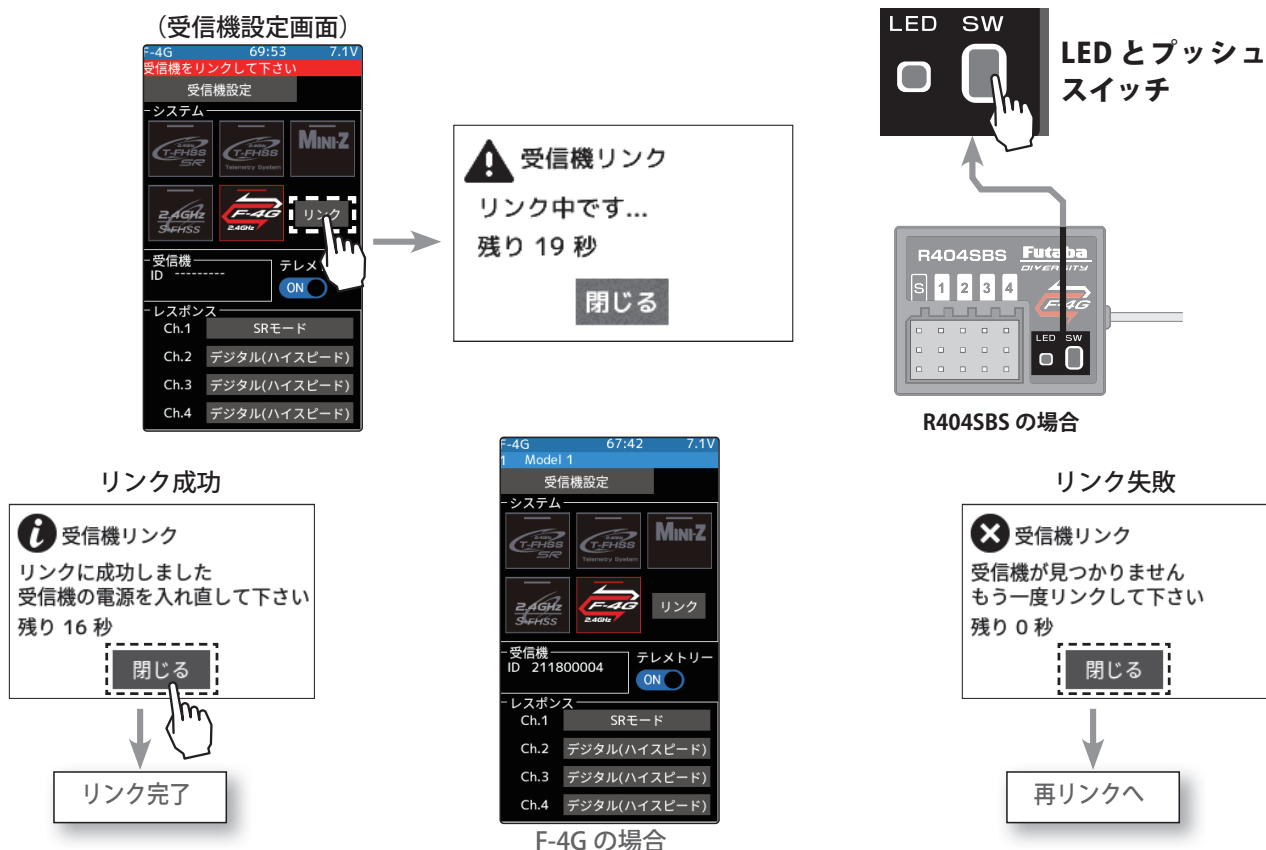 (受信機設定画面)
F-4G 69:53 7.1V
受信機をリンクして下さい
受信機設定
システム
2.4GHz T-FHSS SR
2.4GHz T-FHSS Telemetry System
MINI-Z
2.4GHz S-FHSS
F-4G 2.4GHz
リンク
受信機
ID ---------
テレメ
ON
レスポンス
Ch.1 SRモード
Ch.2 デジタル(ハイスピード)
Ch.3 デジタル(ハイスピード)
Ch.4 デジタル(ハイスピード)
受信機リンク
リンク中です...
残り 19 秒
閉じる
LED SW
LED とプッシュ
スイッチ
R404SBS Futaba
DIVERSITY
S 1 2 3 4
F-4G
LED SW
R404SBS の場合
リンク成功
受信機リンク
リンクに成功しました
受信機の電源を入れ直して下さい
残り 16 秒
閉じる
リンク完了
F-4G 67:42 7.1V
1 Model 1
受信機設定
システム
2.4GHz T-FHSS SR
2.4GHz T-FHSS Telemetry System
MINI-Z
2.4GHz S-FHSS
F-4G 2.4GHz
リンク
受信機
ID 211800004
テレメトリー
ON
レスポンス
Ch.1 SRモード
Ch.2 デジタル(ハイスピード)
Ch.3 デジタル(ハイスピード)
Ch.4 デジタル(ハイスピード)
F-4G の場合
リンク失敗
受信機リンク
受信機が見つかりません
もう一度リンクして下さい
残り 0 秒
閉じる
再リンクへ